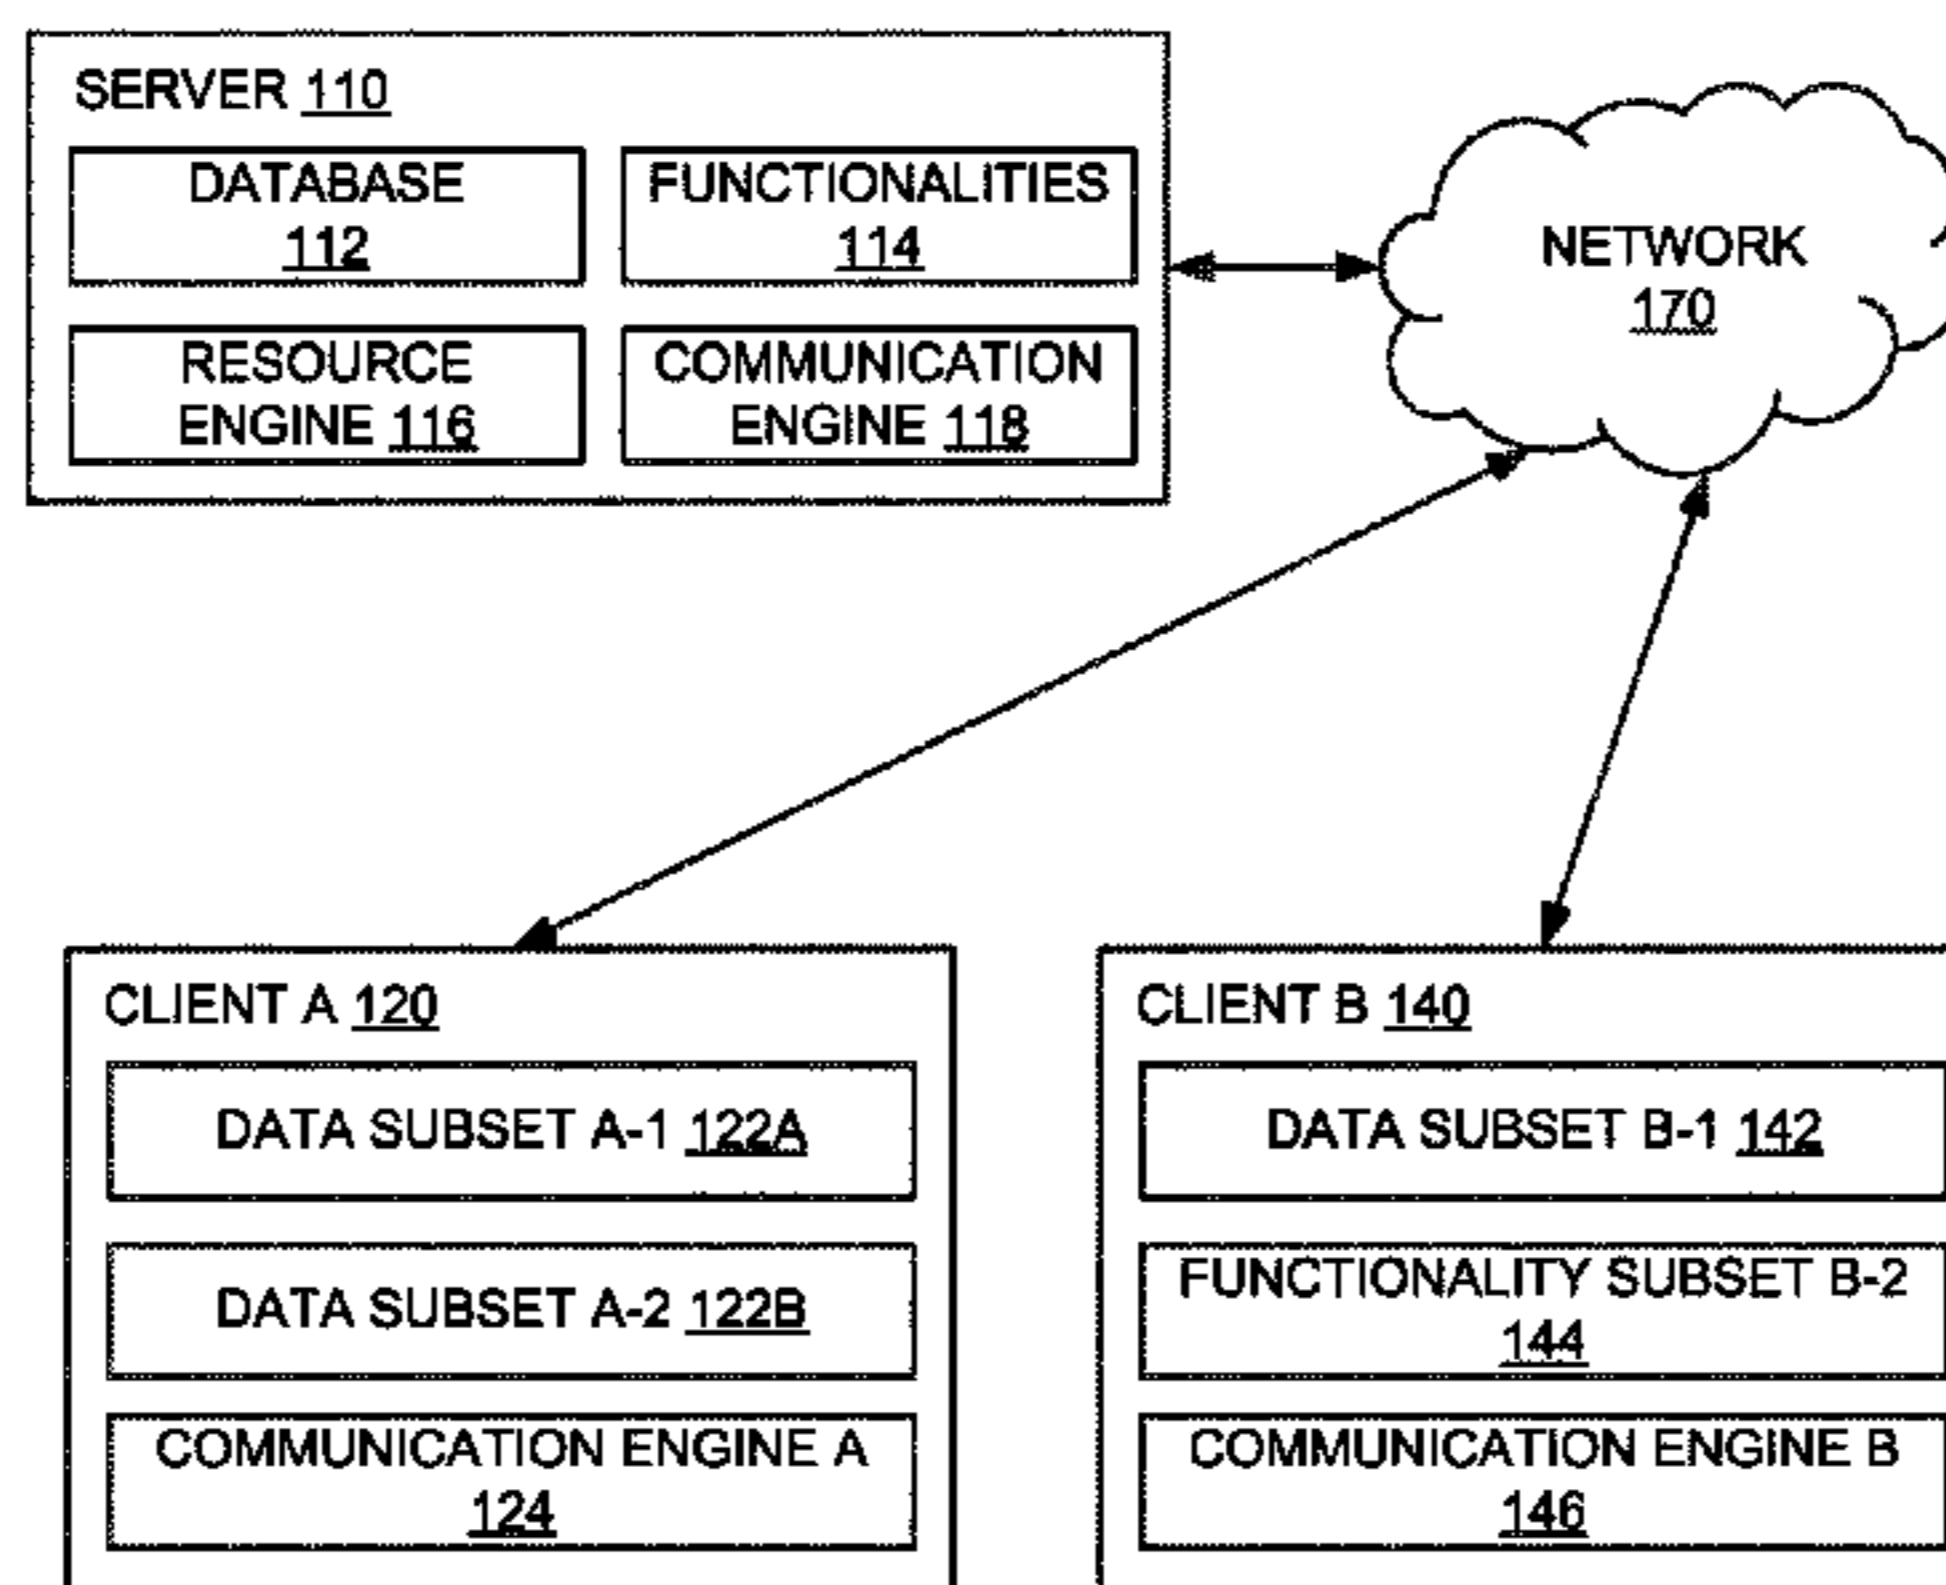 SERVER 110
DATABASE
112
FUNCTIONALITIES
114
RESOURCE
ENGINE 116
COMMUNICATION
ENGINE 118
NETWORK
170
CLIENT A 120
DATA SUBSET A-1 122A
DATA SUBSET A-2 122B
COMMUNICATION ENGINE A
124
CLIENT B 140
DATA SUBSET B-1 142
FUNCTIONALITY SUBSET B-2
144
COMMUNICATION ENGINE B
146